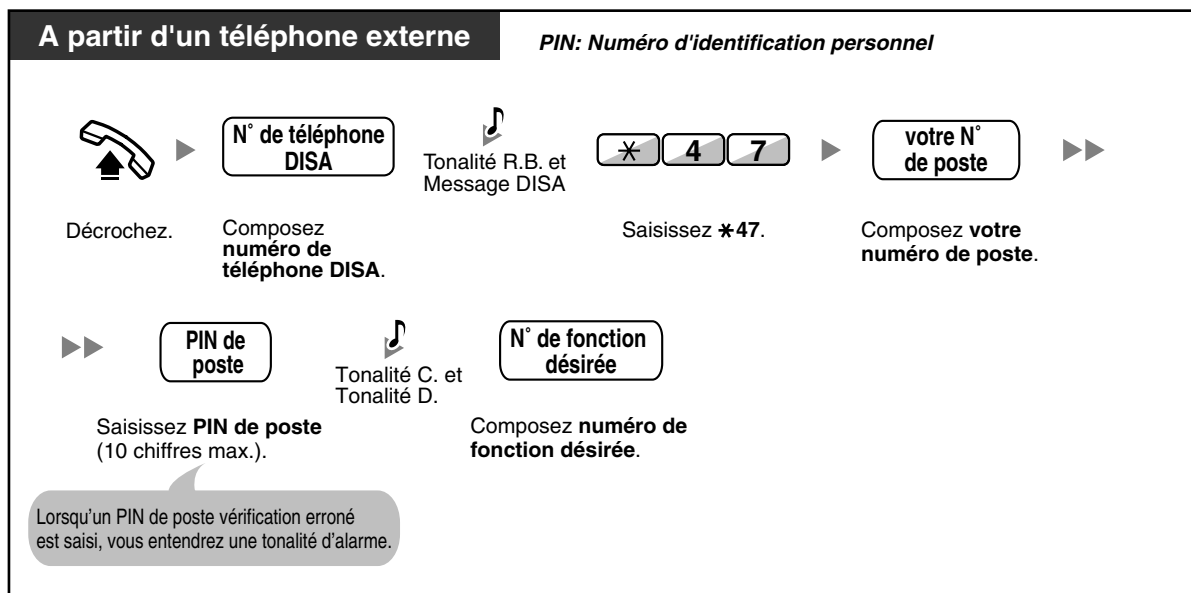 A partir d'un téléphone externe
PIN: Numéro d'identification personnel
N˚ de téléphone
DISA
Tonalité R.B. et
Message DISA
* 4 7
votre N˚
de poste
Décrochez.
Composez
numéro de
téléphone DISA.
Saisissez *47.
Composez votre
numéro de poste.
PIN de
poste
Tonalité C. et
Tonalité D.
N˚ de fonction
désirée
Saisissez PIN de poste
(10 chiffres max.).
Composez numéro de
fonction désirée.
Lorsqu'un PIN de poste vérification erroné
est saisi, vous entendrez une tonalité d’alarme.